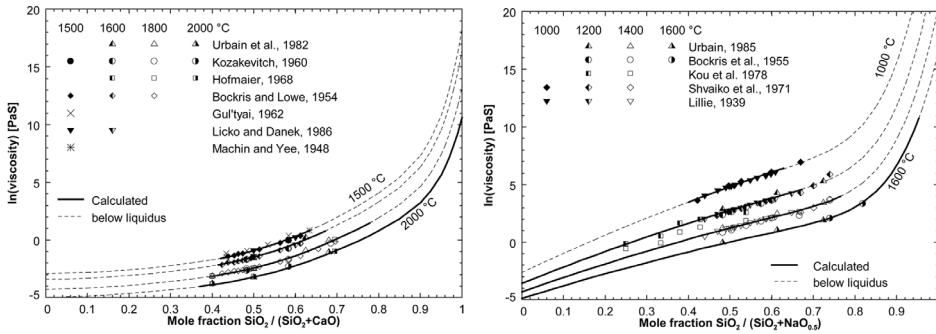 1500 1600 1800 2000 °C
Urbain et al., 1982
Kozakevitch, 1960
Hofmaier, 1968
Bockris and Lowe, 1954
Gul'tyai, 1962
Licko and Danek, 1986
Machin and Yee, 1948
1500 °C
2000 °C
Calculated
below liquidus
20
15
10
5
0
-5
0 0.1 0.2 0.3 0.4 0.5 0.6 0.7 0.8 0.9 1
ln(viscosity) [PaS]
Mole fraction SiO2 / (SiO2+CaO)
1000 1200 1400 1600 °C
Urbain, 1985
Bockris et al., 1955
Kou et al. 1978
Shvaiko et al., 1971
Lillie, 1939
1000 °C
1600 °C
Calculated
below liquidus
20
15
10
5
0
-5
0 0.1 0.2 0.3 0.4 0.5 0.6 0.7 0.8 0.9 1
ln(viscosity) [PaS]
Mole fraction SiO2 / (SiO2+NaO0.5)